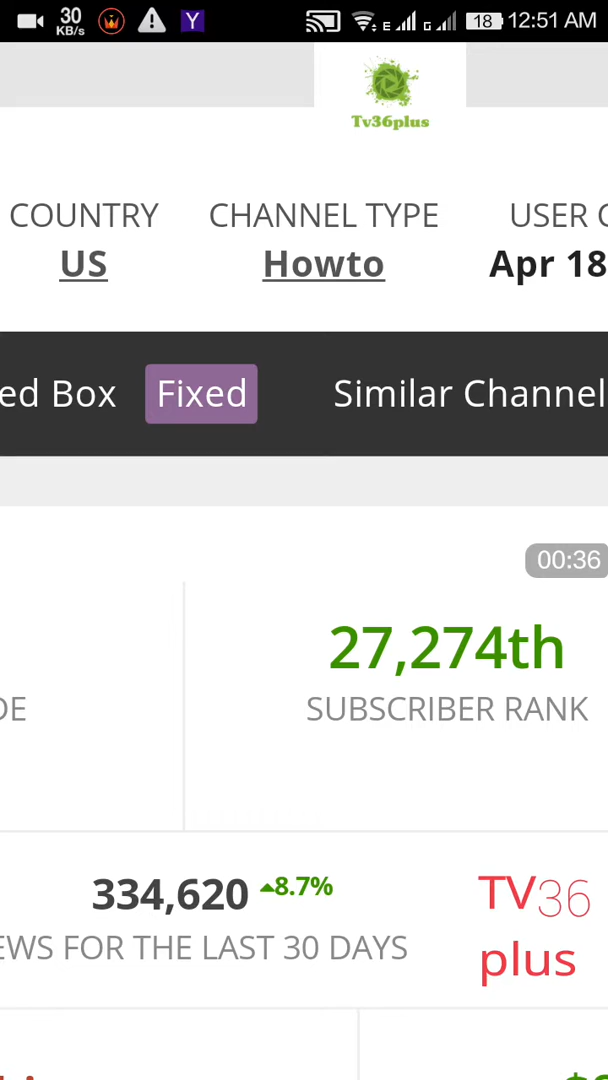 30 KB/s Y E G 18 12:51 AM
Tv36plus
COUNTRY CHANNEL TYPE USER C
US Howto Apr 18
ed Box Fixed Similar Channel
00:36
27,274th
DE SUBSCRIBER RANK
334,620 8.7% TV36
EWS FOR THE LAST 30 DAYS plus